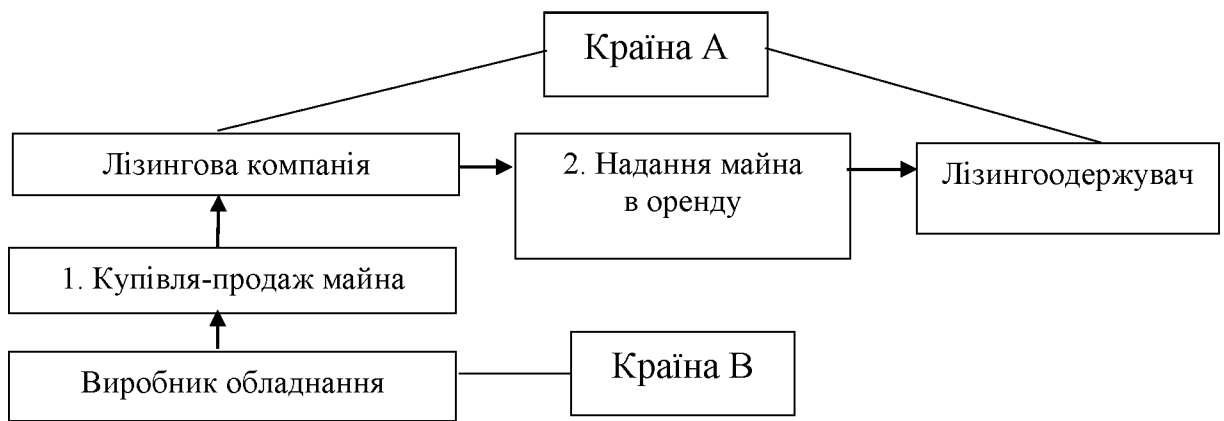 Країна А
Лізингова компанія
2. Надання майна
в оренду
Лізингоодержувач
1. Купівля-продаж майна
Виробник обладнання
Країна В